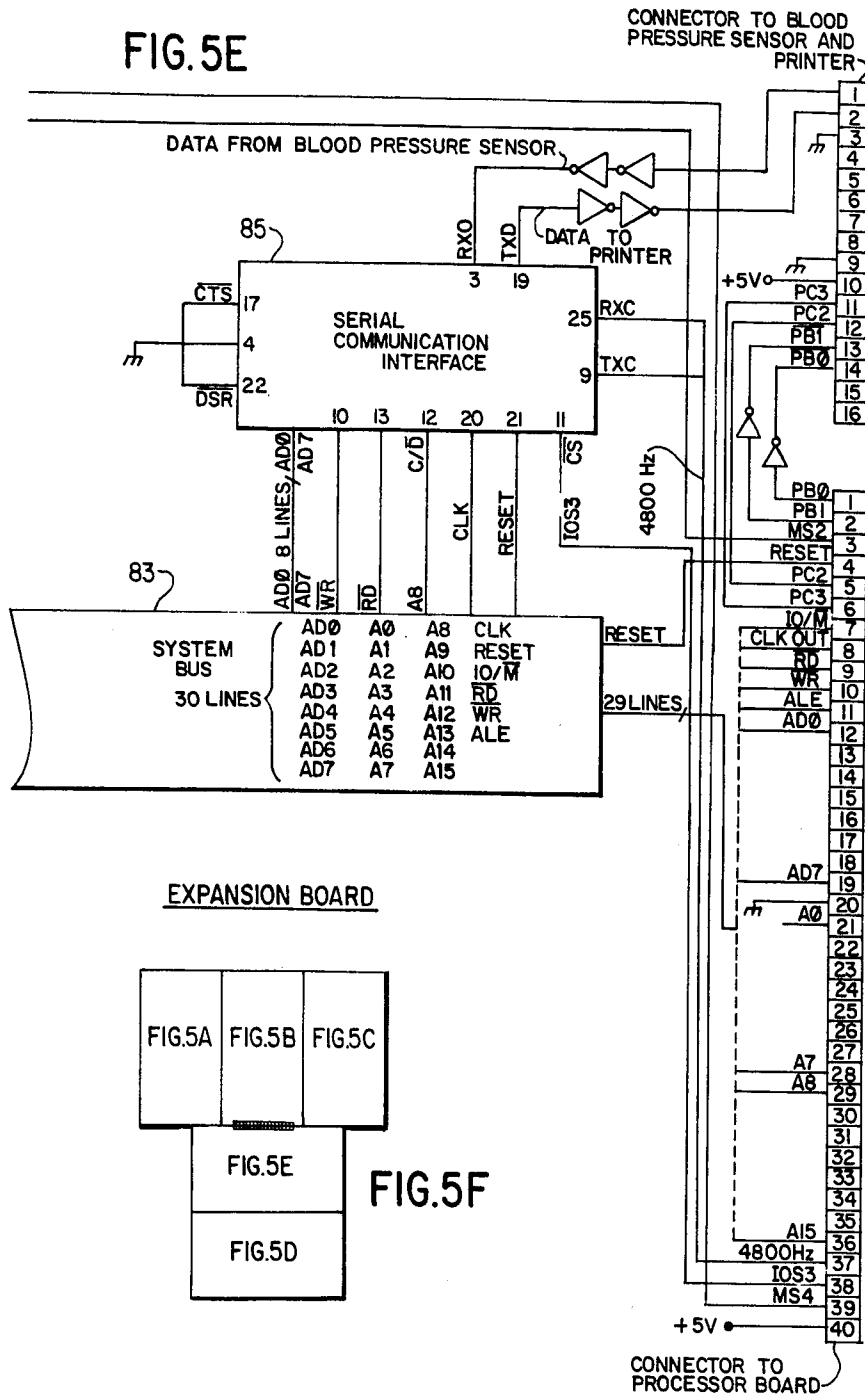 FIG. 5E
CONNECTOR TO BLOOD
PRESSURE SENSOR AND
PRINTER
DATA FROM BLOOD PRESSURE SENSOR
DATA TO
PRINTER
85
RXO
TXD
3
19
CTS
17
4
22
DSR
SERIAL
COMMUNICATION
INTERFACE
25
RXC
9
TXC
10
13
12
20
21
11
AD0 8 LINES/AD0
AD7
C/D
CS
CLK
RESET
IOS3
4800 Hz
83
AD0
AD7
WR
RD
A8
SYSTEM
BUS
30 LINES
AD0 A0 A8 CLK
AD1 A1 A9 RESET
AD2 A2 A10 IO/M
AD3 A3 A11 RD
AD4 A4 A12 WR
AD5 A5 A13 ALE
AD6 A6 A14
AD7 A7 A15
RESET
29 LINES
1
2
3
4
5
6
7
8
9
+5V 10
PC3 11
PC2 12
PB1 13
PB0 14
15
16
PB0 1
PB1 2
MS2 3
RESET 4
PC2 5
PC3 6
IO/M 7
CLK OUT 8
RD 9
WR 10
ALE 11
AD0 12
13
14
15
16
17
18
AD7 19
20
A0 21
22
23
24
25
26
27
A7 28
A8 29
30
31
32
33
34
35
A15 36
4800Hz 37
IOS3 38
MS4 39
+5V 40
CONNECTOR TO
PROCESSOR BOARD
EXPANSION BOARD
FIG.5A FIG.5B FIG.5C
FIG.5E
FIG.5D
FIG.5F